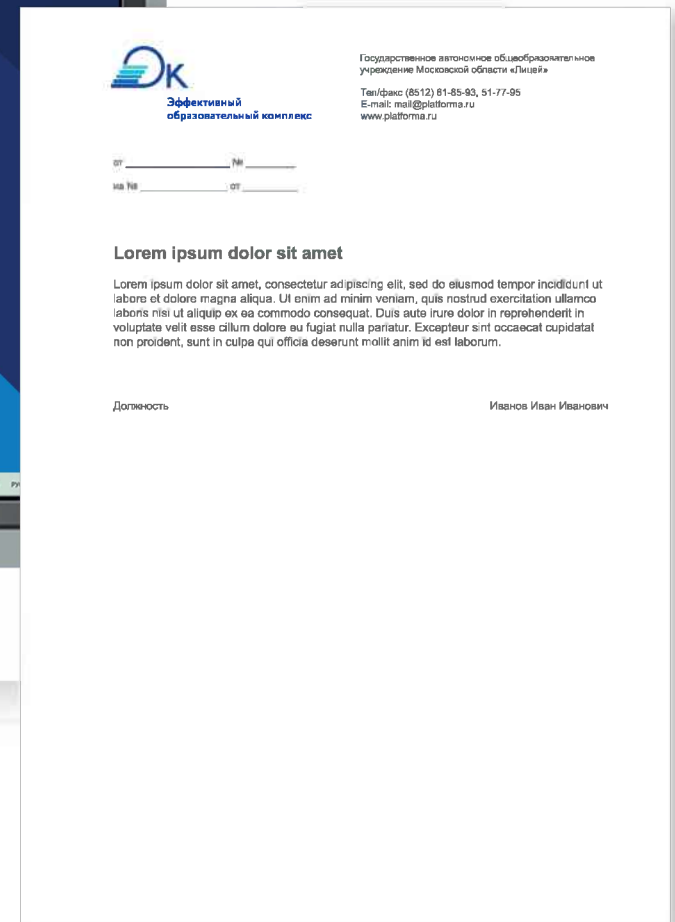 ЭК
Эффективный
образовательный комплекс
Государственное автономное общеобразовательное
учреждение Московской области «Лицей»
Тел/факс (8512) 61-85-93, 51-77-95
E-mail: mail@platforma.ru
www.platforma.ru
от ________________ № ________
на № ______________ от _________
Lorem ipsum dolor sit amet
Lorem ipsum dolor sit amet, consectetur adipiscing elit, sed do eiusmod tempor incididunt ut
labore et dolore magna aliqua. Ut enim ad minim veniam, quis nostrud exercitation ullamco
laboris nisi ut aliquip ex ea commodo consequat. Duis aute irure dolor in reprehenderit in
voluptate velit esse cillum dolore eu fugiat nulla pariatur. Excepteur sint occaecat cupidatat
non proident, sunt in culpa qui officia deserunt mollit anim id est laborum.
Должность
Иванов Иван Иванович